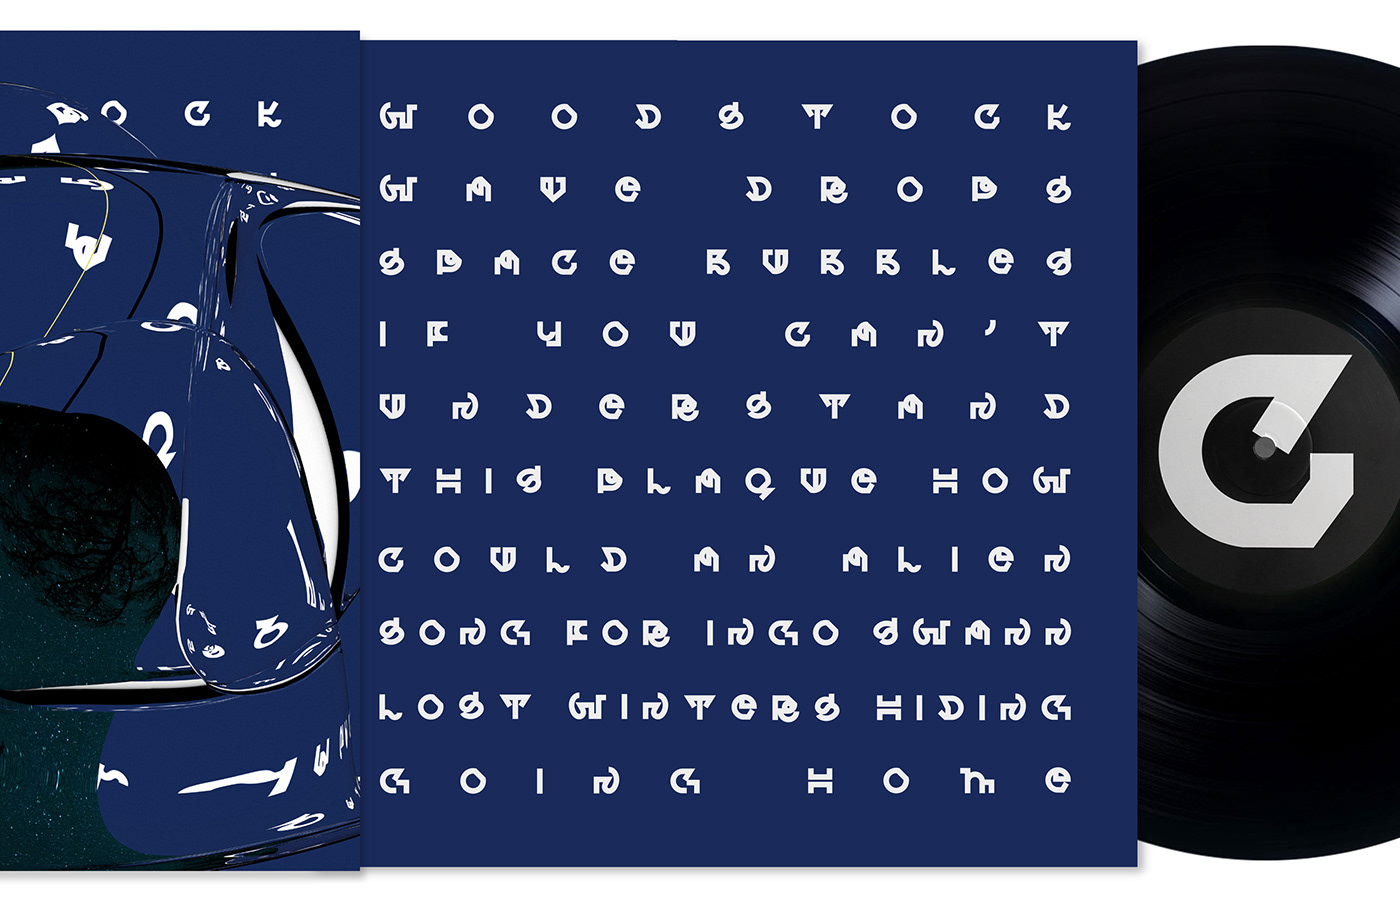 OCK
WOODSTOCK
WAVE DROPS
SPACE BUBBLES
IF YOU CAN'T
UNDERSTAND
THIS PLAQUE HOW
COULD AN ALIEN
SONG FOR INGO SWANN
LOST WINTERS HIDING
GOING HOME
G